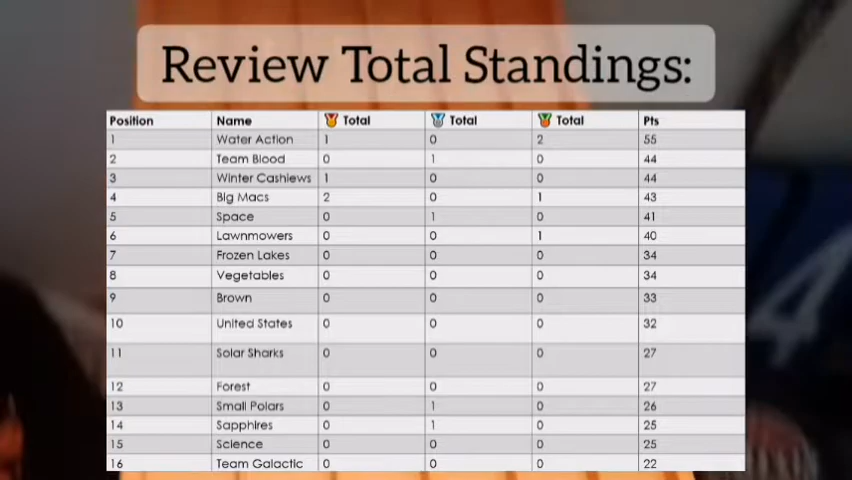 Review Total Standings:
Position Name 🏅 Total 🥈 Total 🥉 Total Pts
1 Water Action 1 0 2 55
2 Team Blood 0 1 0 44
3 Winter Cashiews 1 0 0 44
4 Big Macs 2 0 1 43
5 Space 0 1 0 41
6 Lawnmowers 0 0 1 40
7 Frozen Lakes 0 0 0 34
8 Vegetables 0 0 0 34
9 Brown 0 0 0 33
10 United States 0 0 0 32
11 Solar Sharks 0 0 0 27
12 Forest 0 0 0 27
13 Small Polars 0 1 0 26
14 Sapphires 0 1 0 25
15 Science 0 0 0 25
16 Team Galactic 0 0 0 22
4